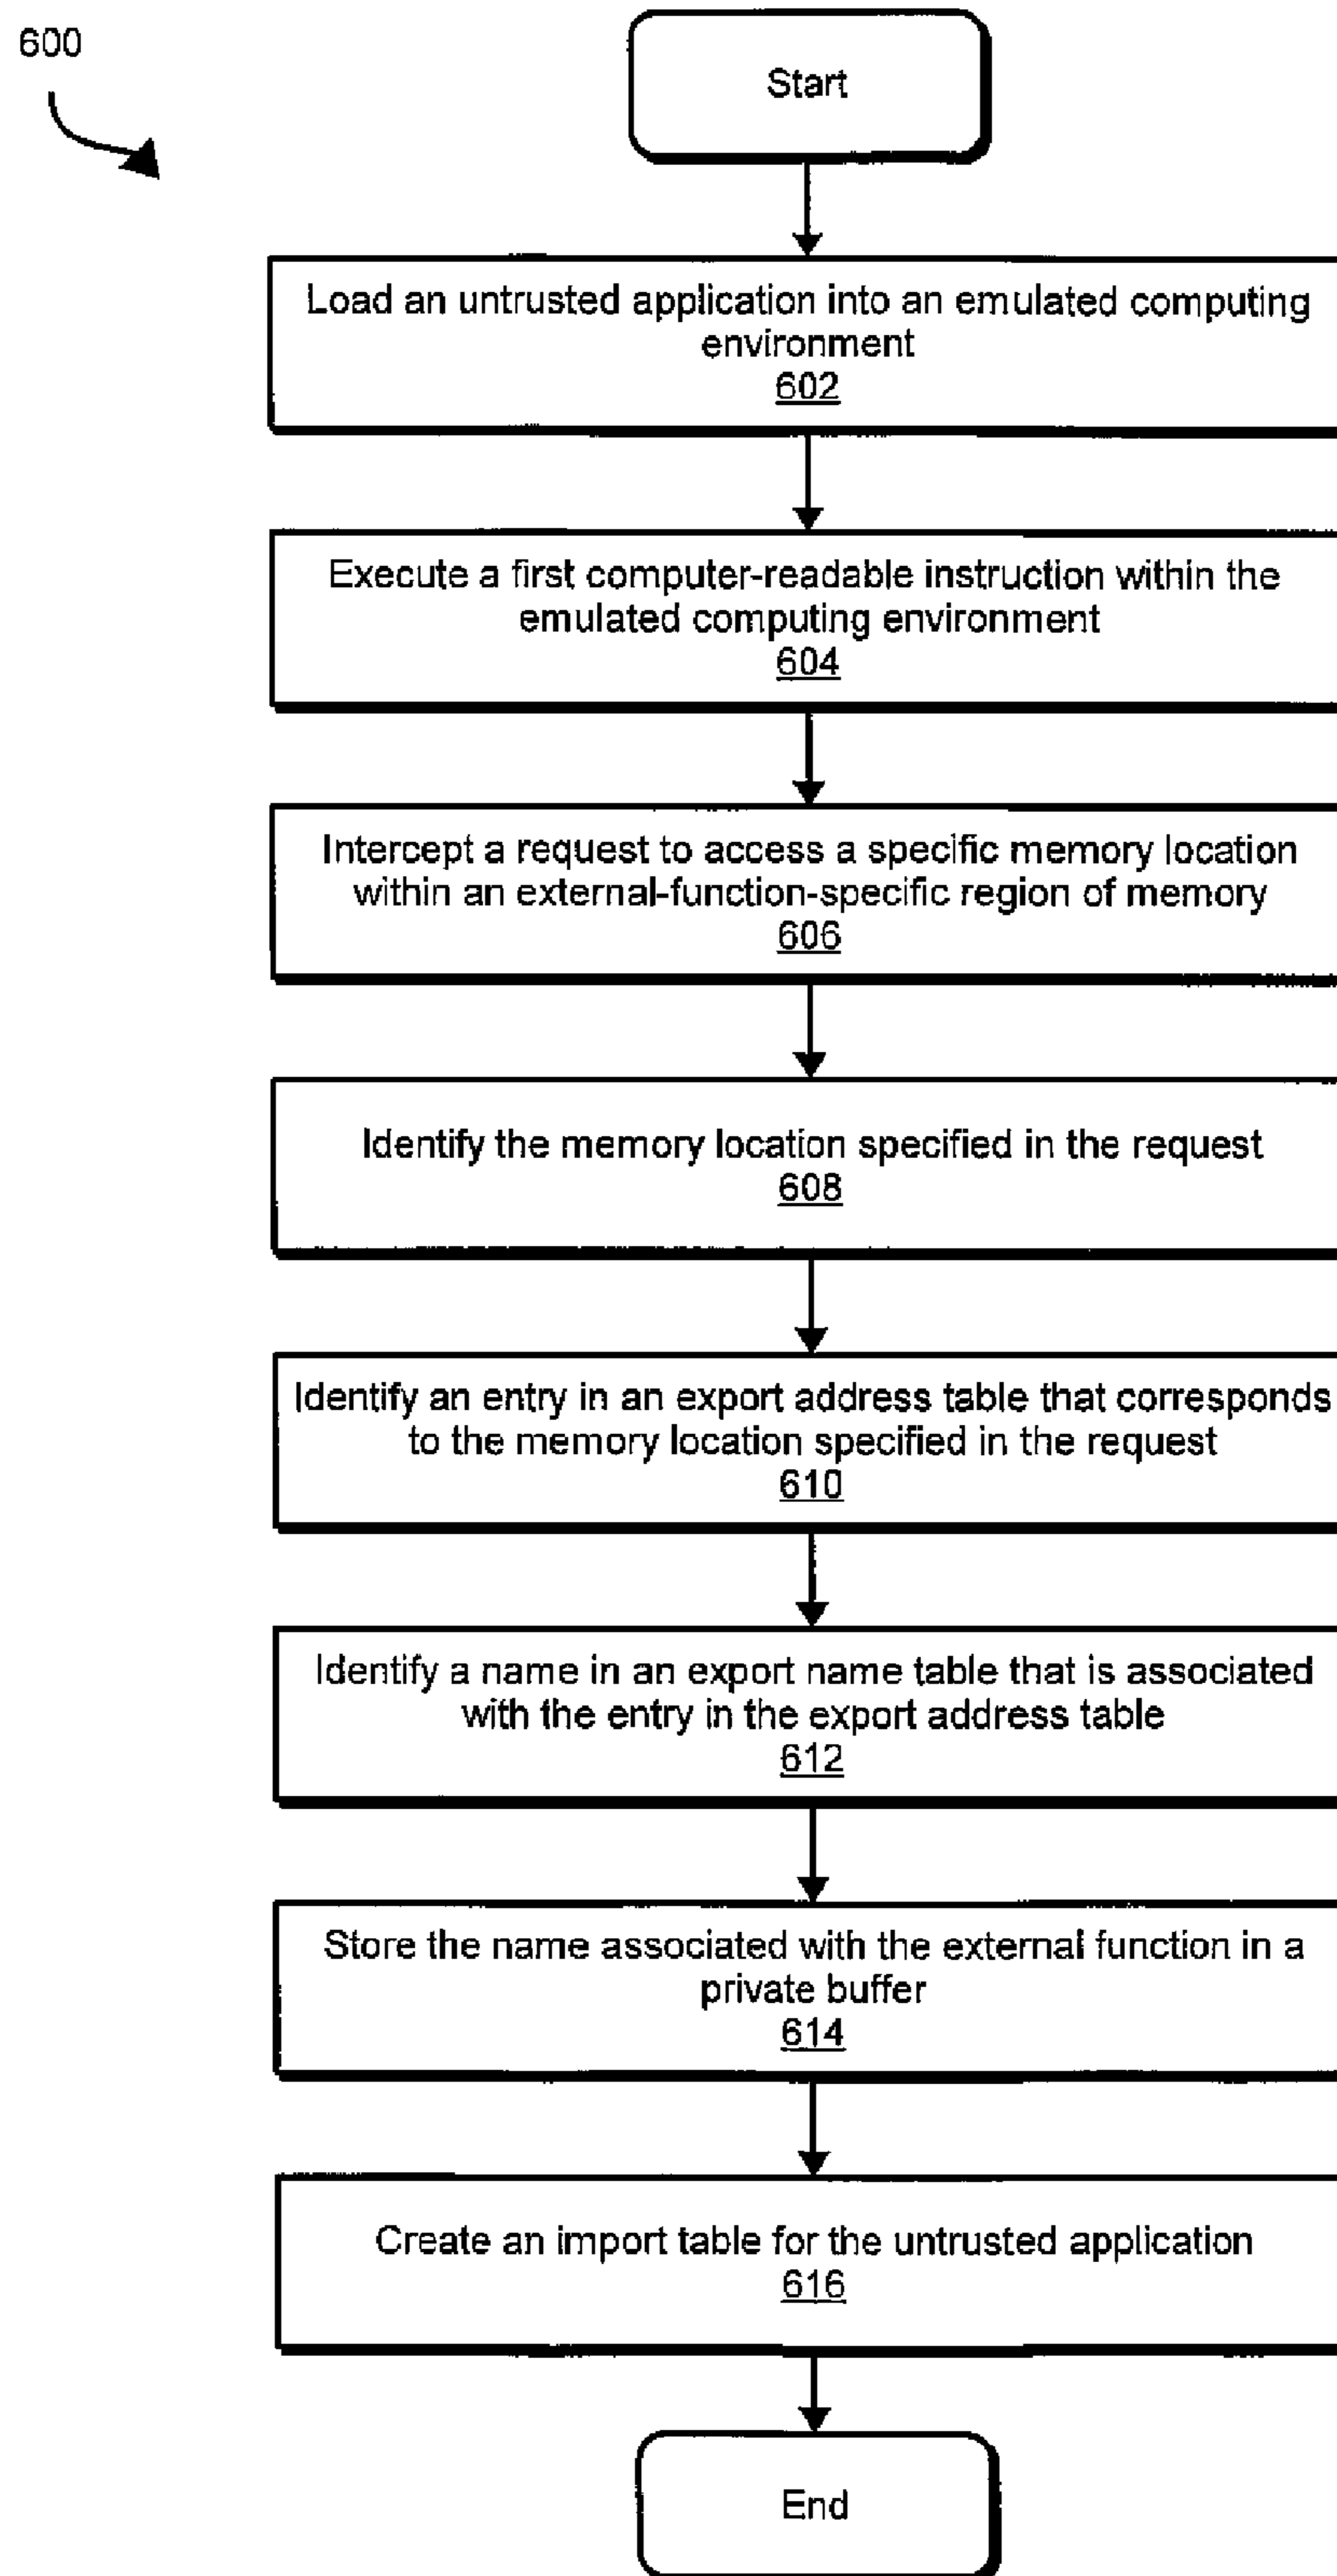 600
Start
Load an untrusted application into an emulated computing
environment
602
Execute a first computer-readable instruction within the
emulated computing environment
604
Intercept a request to access a specific memory location
within an external-function-specific region of memory
606
Identify the memory location specified in the request
608
Identify an entry in an export address table that corresponds
to the memory location specified in the request
610
Identify a name in an export name table that is associated
with the entry in the export address table
612
Store the name associated with the external function in a
private buffer
614
Create an import table for the untrusted application
616
End